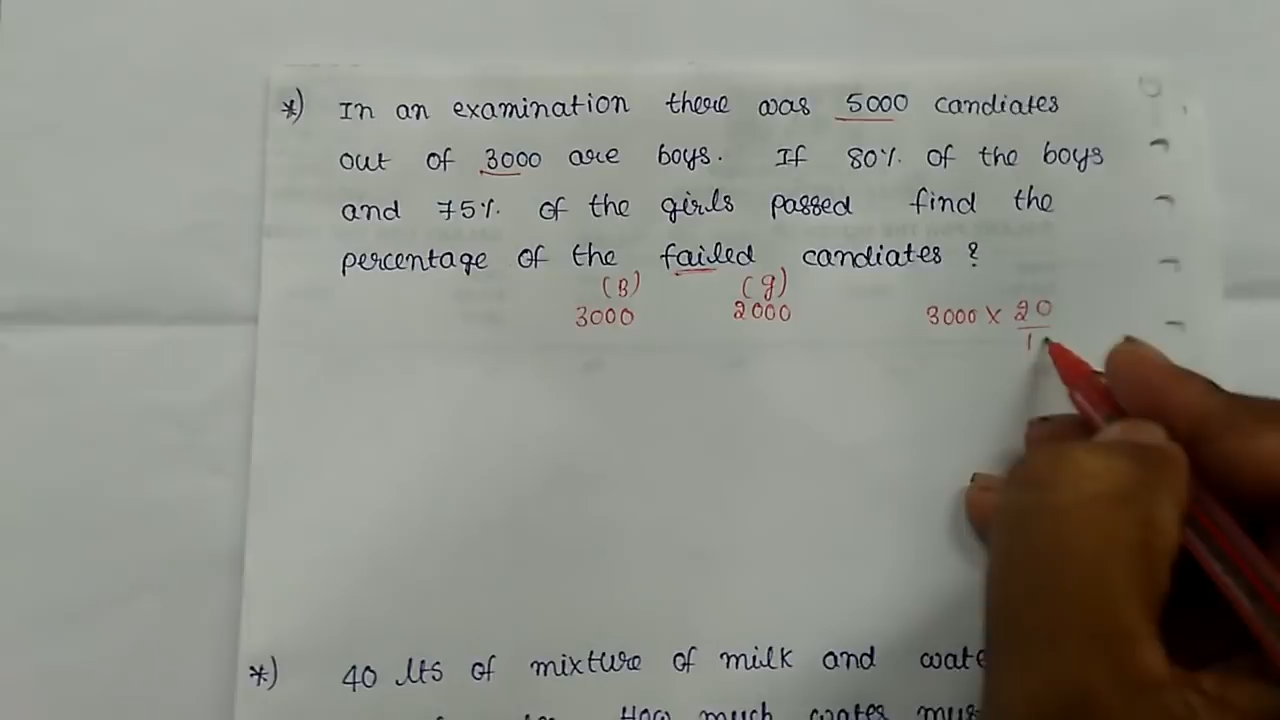 *) In an examination there was 5000 candiates
out of 3000 are boys. If 80% of the boys
and 75% of the girls passed find the
percentage of the failed candiates ?
(B) (g)
3000 2000 3000 × 20
1
*) 40 lts of mixture of milk and
How much